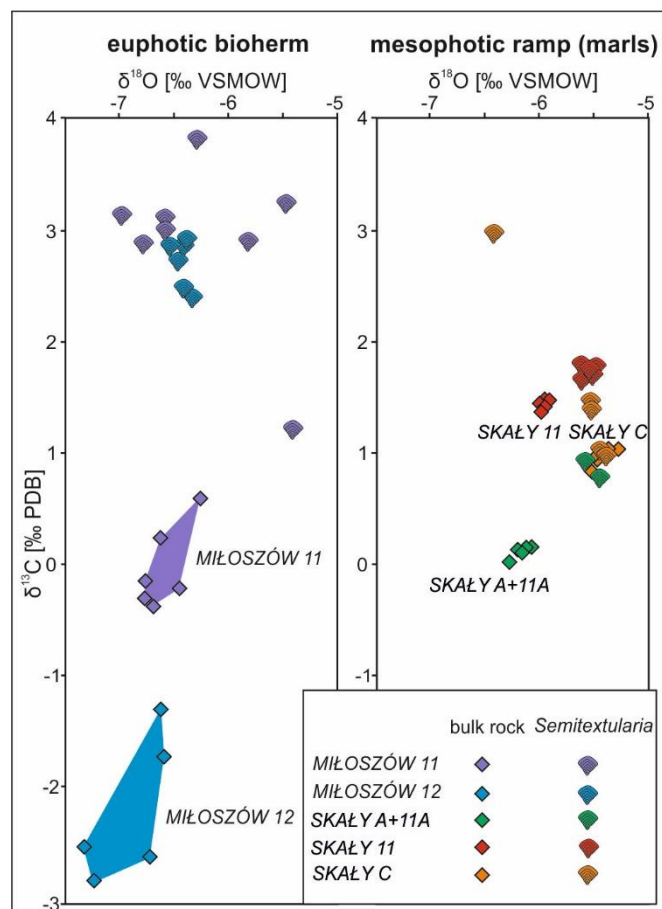 euphotic bioherm
mesophotic ramp (marls)
δ¹⁸O [‰ VSMOW]
δ¹⁸O [‰ VSMOW]
-7 -6 -5
-7 -6 -5
4
3
2
1
0
-1
-2
-3
4
3
2
1
0
-1
δ¹³C [‰ PDB]
MIŁOSZÓW 11
MIŁOSZÓW 12
SKAŁY 11
SKAŁY C
SKAŁY A+11A
bulk rock Semitextularia
MIŁOSZÓW 11
MIŁOSZÓW 12
SKAŁY A+11A
SKAŁY 11
SKAŁY C